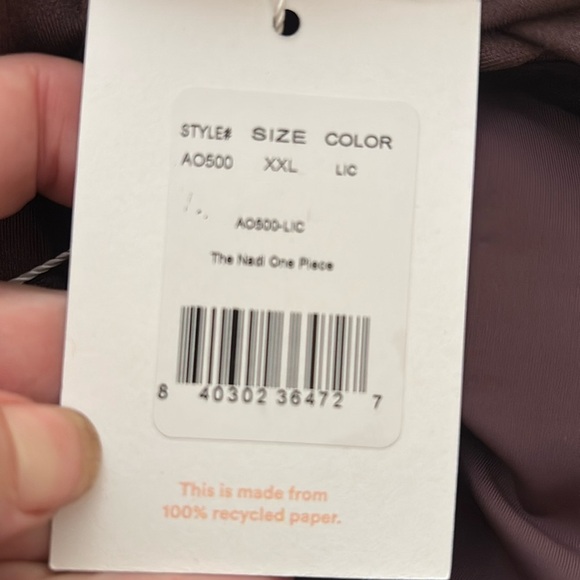 STYLE# SIZE COLOR
AO500 XXL LIC
AO500-LIC
The Nadi One Piece
8 40302 36472 7
This is made from
100% recycled paper.